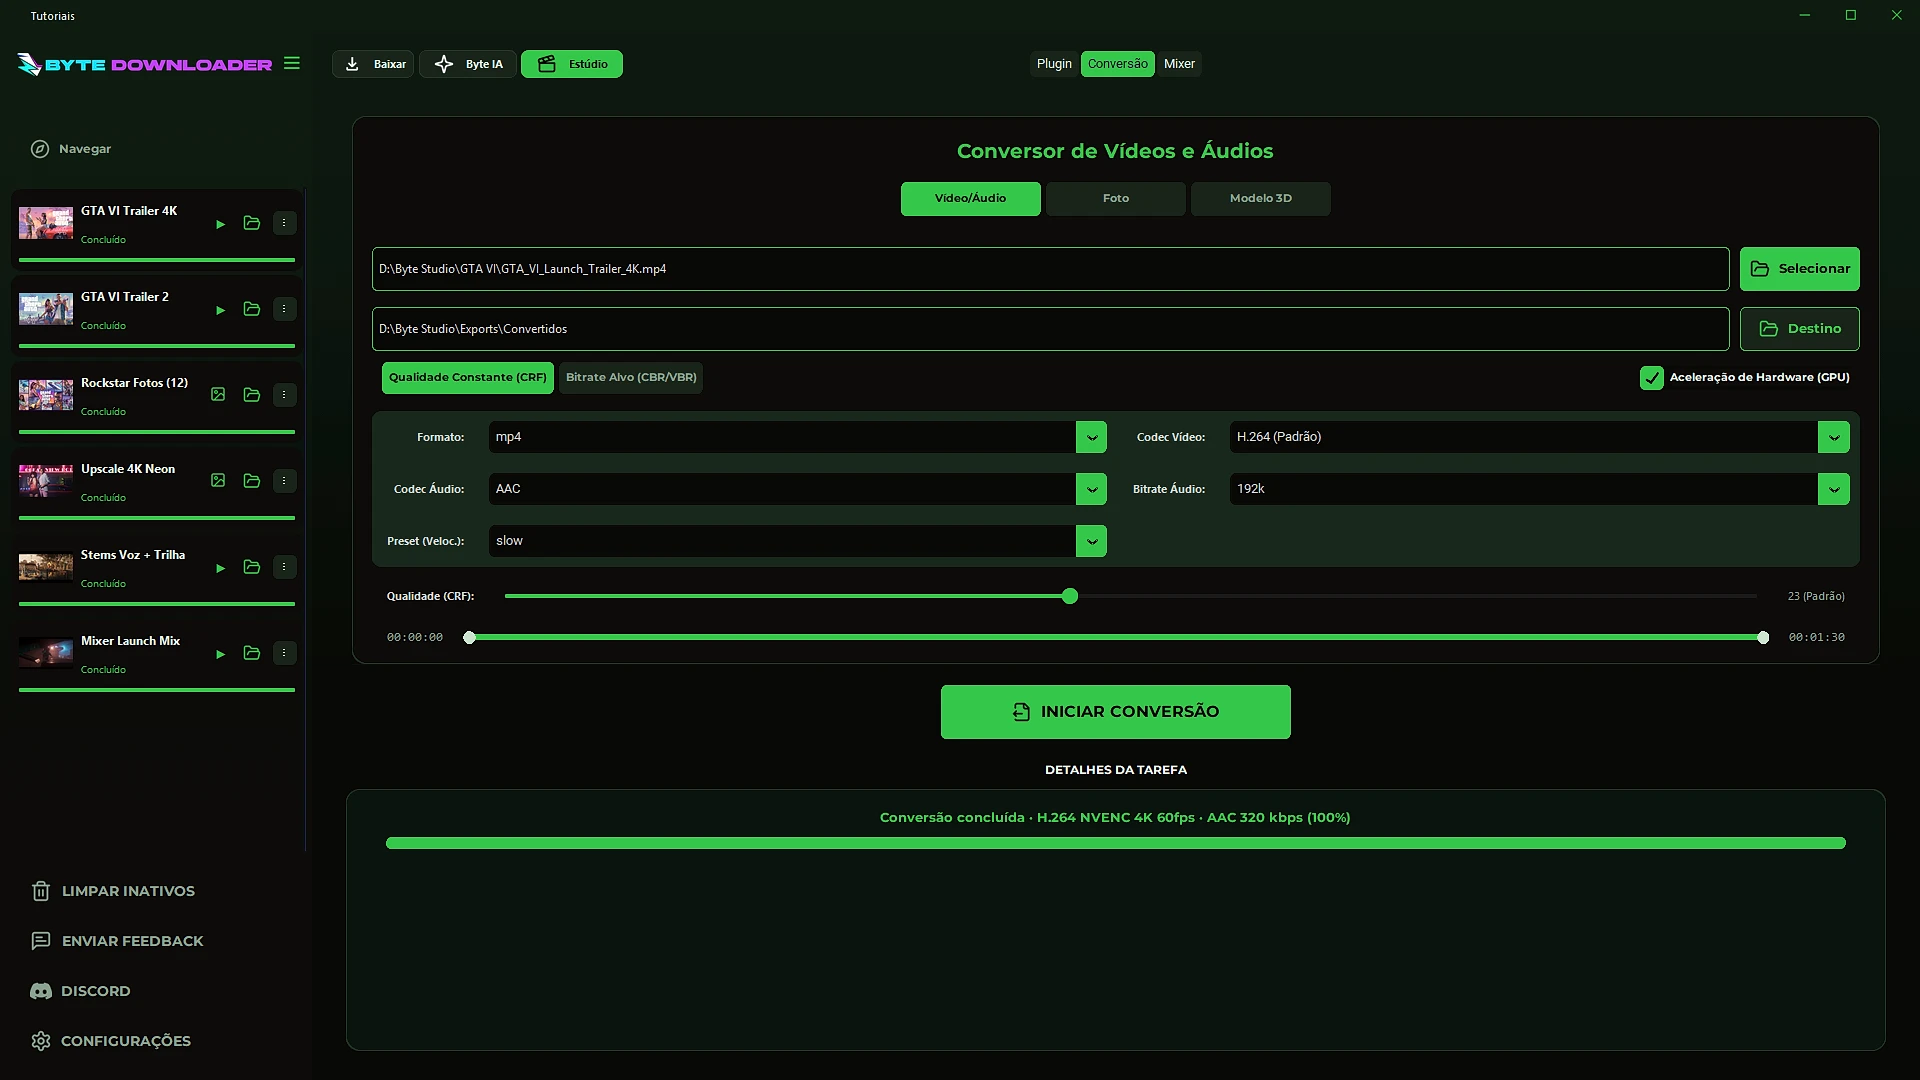 Tutoriais
BYTE DOWNLOADER
Baixar
Byte IA
Estúdio
Plugin
Conversão
Mixer
Navegar
GTA VI Trailer 4K
Concluído
GTA VI Trailer 2
Concluído
Rockstar Fotos (12)
Concluído
Upscale 4K Neon
Concluído
Stems Voz + Trilha
Concluído
Mixer Launch Mix
Concluído
LIMPAR INATIVOS
ENVIAR FEEDBACK
DISCORD
CONFIGURAÇÕES
Conversor de Vídeos e Áudios
Vídeo/Áudio
Foto
Modelo 3D
D:\Byte Studio\GTA VI\GTA_VI_Launch_Trailer_4K.mp4
Selecionar
D:\Byte Studio\Exports\Convertidos
Destino
Qualidade Constante (CRF)
Bitrate Alvo (CBR/VBR)
Aceleração de Hardware (GPU)
Formato:
mp4
Codec Vídeo:
H.264 (Padrão)
Codec Áudio:
AAC
Bitrate Áudio:
192k
Preset (Veloc.):
slow
Qualidade (CRF):
23 (Padrão)
00:00:00
00:01:30
INICIAR CONVERSÃO
DETALHES DA TAREFA
Conversão concluída · H.264 NVENC 4K 60fps · AAC 320 kbps (100%)